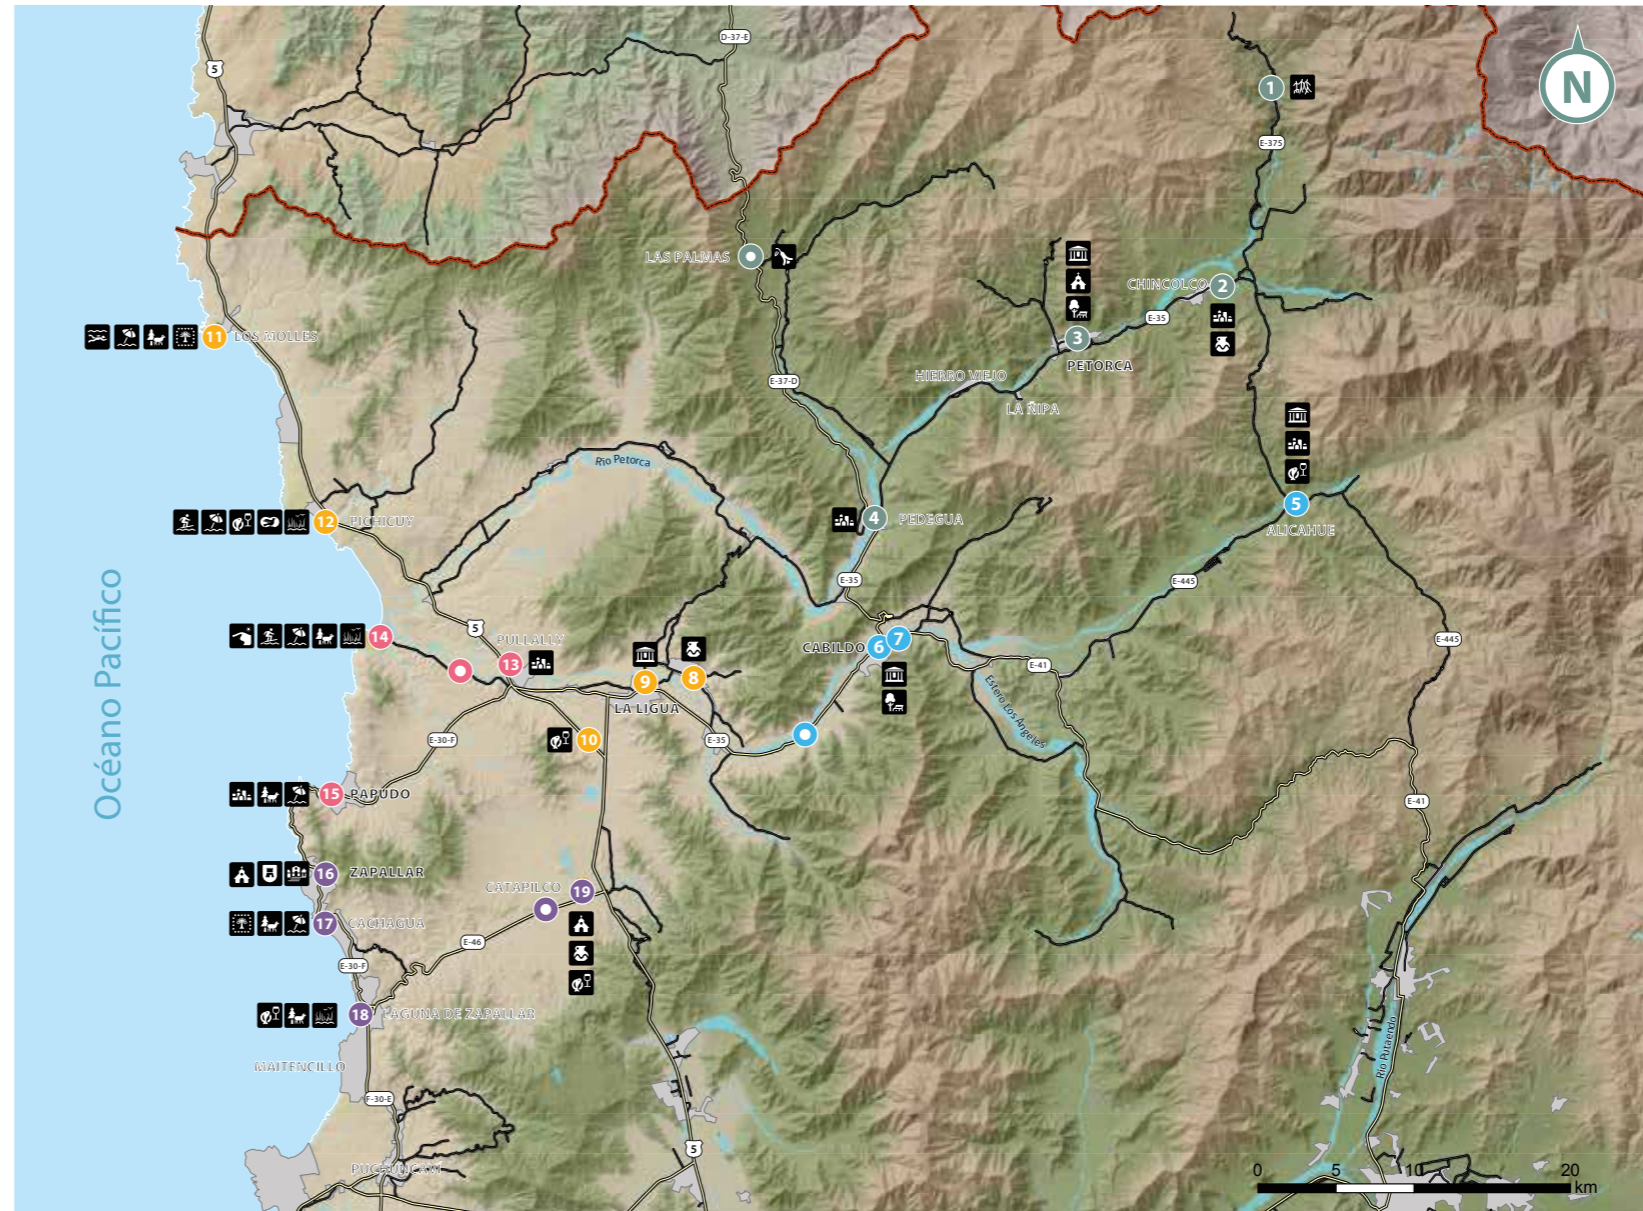 D-37-E
5
N
1
E-375
LAS PALMAS
CHINCOLCO
2
E-35
11
LOS MOLLES
3
PETORCA
E-37-D
HIERRO VIEJO
LA ÑIPA
Río Petorca
5
ALICAHUE
12
PICHICUY
4
PEDEGUA
E-35
E-445
Océano Pacífico
14
5
PULLALLY
13
CABILDO
6
7
E-445
E-41
9
8
LA LIGUA
Estero Los Angeles
10
E-30-F
E-35
15
PAPUDO
E-41
16
ZAPALLAR
CATAPILCO
19
17
CACHAGUA
E-46
E-30-F
18
LAGUNA DE ZAPALLAR
Río Putaendo
MAITENCILLO
F-30-E
5
PUCHUNCAVÍ
0
5
10
20
km